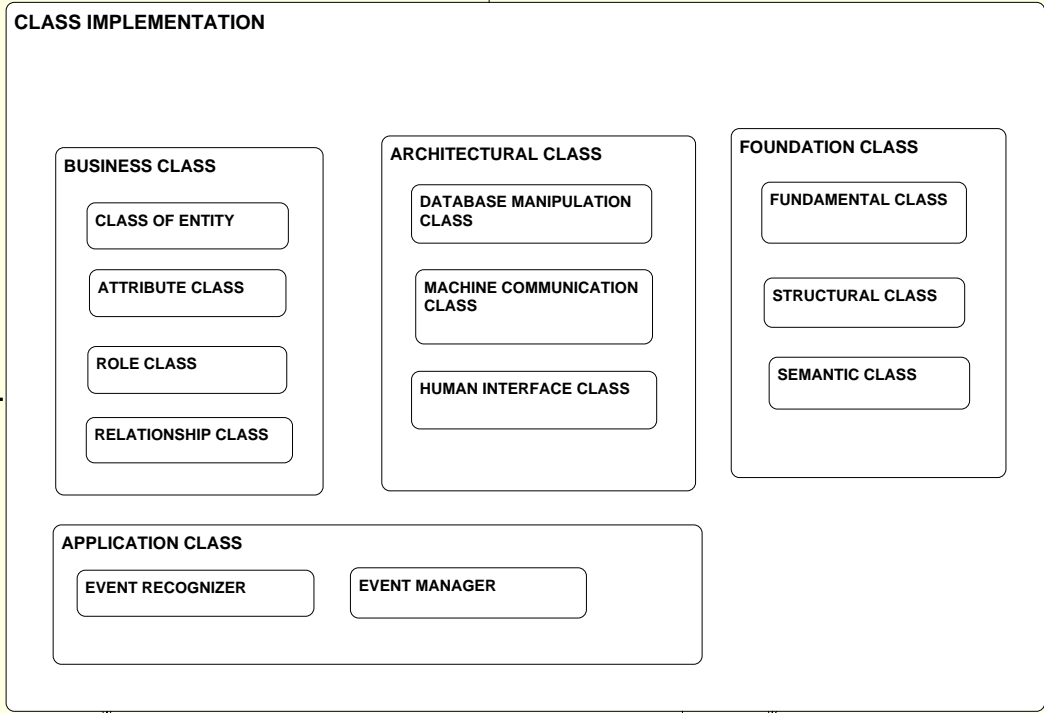 CLASS IMPLEMENTATION
BUSINESS CLASS
CLASS OF ENTITY
ATTRIBUTE CLASS
ROLE CLASS
RELATIONSHIP CLASS
ARCHITECTURAL CLASS
DATABASE MANIPULATION
CLASS
MACHINE COMMUNICATION
CLASS
HUMAN INTERFACE CLASS
FOUNDATION CLASS
FUNDAMENTAL CLASS
STRUCTURAL CLASS
SEMANTIC CLASS
APPLICATION CLASS
EVENT RECOGNIZER
EVENT MANAGER